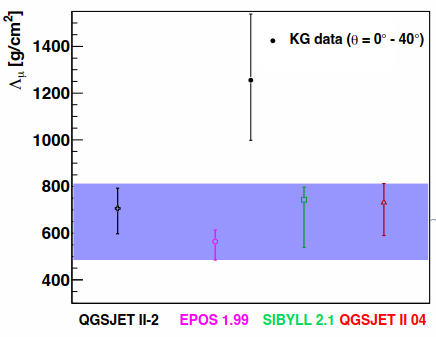 Λμ [g/cm²]
KG data (θ = 0° - 40°)
1400
1200
1000
800
600
400
QGSJET II-2 EPOS 1.99 SIBYLL 2.1 QGSJET II 04